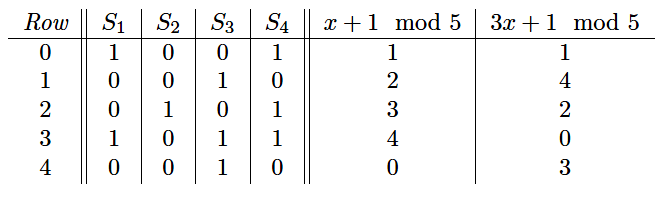 Row S₁ S₂ S₃ S₄ x + 1 mod 5 3x + 1 mod 5
0 1 0 0 1 1 1
1 0 0 1 0 2 4
2 0 1 0 1 3 2
3 1 0 1 1 4 0
4 0 0 1 0 0 3